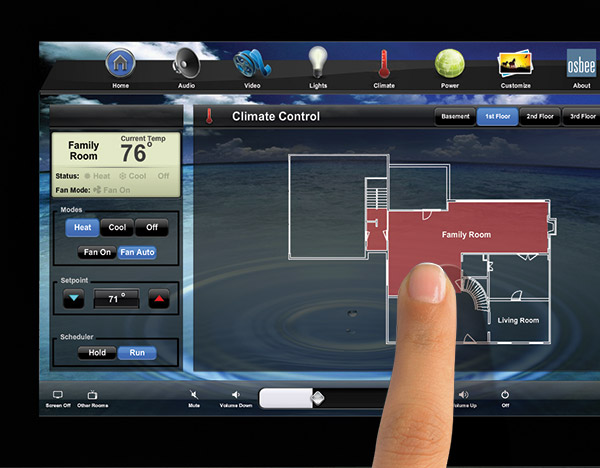 Home Audio Video Lights Climate Power Customize About
osbee
Climate Control
Basement 1st Floor 2nd Floor 3rd Floor
Family Room
Current Temp
76°
Status: Heat Cool Off
Fan Mode: Fan On
Modes
Heat Cool Off
Fan On Fan Auto
Setpoint
71°
Scheduler
Hold Run
Family Room
Living Room
Screen Off Other Rooms Mute Volume Down Volume Up Off